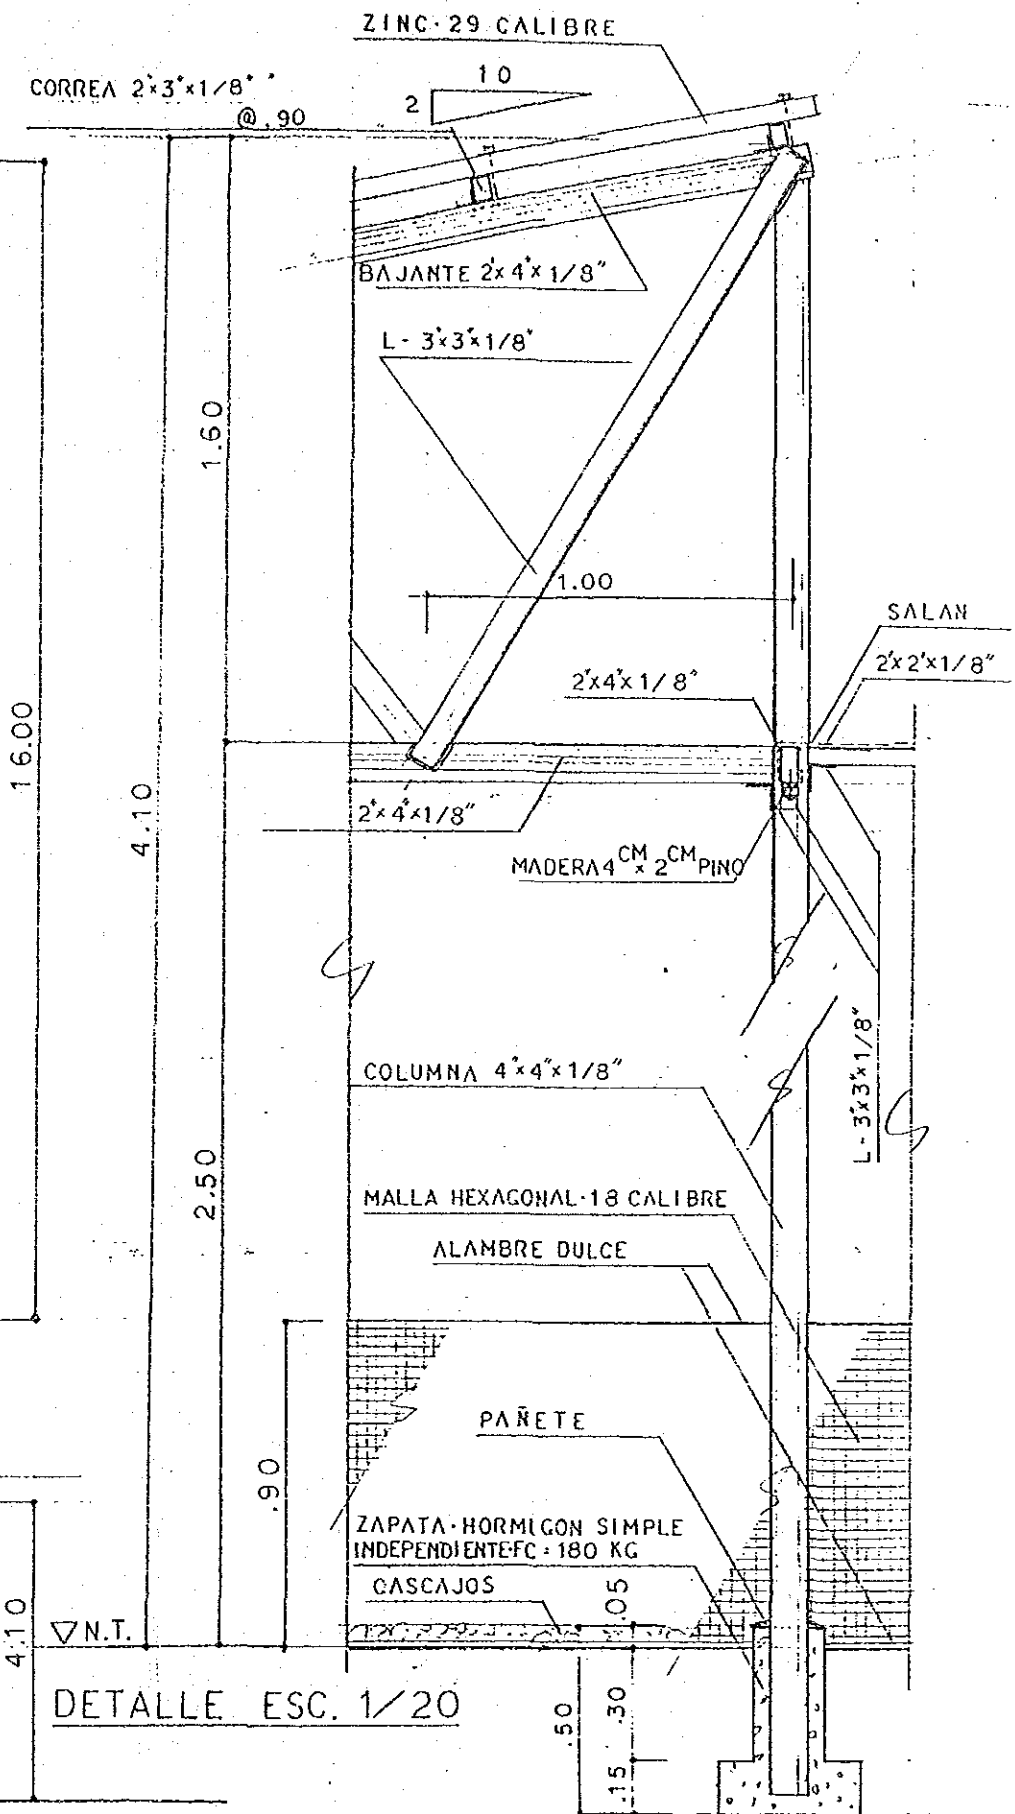 ZINC·29 CALIBRE
CORREA 2"x3"x1/8"
@ .90
10
2
BAJANTE 2"x4"x1/8"
L- 3"x3"x1/8"
1.60
1.00
SALAN
2"x2"x1/8"
2"x4"x1/8"
16.00
4.10
2"x4"x1/8"
MADERA 4CM x 2CM PINO
L-3"x3"x1/8"
COLUMNA 4"x4"x1/8"
2.50
MALLA HEXAGONAL·18 CALIBRE
ALAMBRE DULCE
.90
PAÑETE
ZAPATA·HORMIGON SIMPLE
INDEPENDIENTE FC = 180 KG
CASCAJOS
.05
4.10
N.T.
DETALLE ESC. 1/20
.50
.30
.15